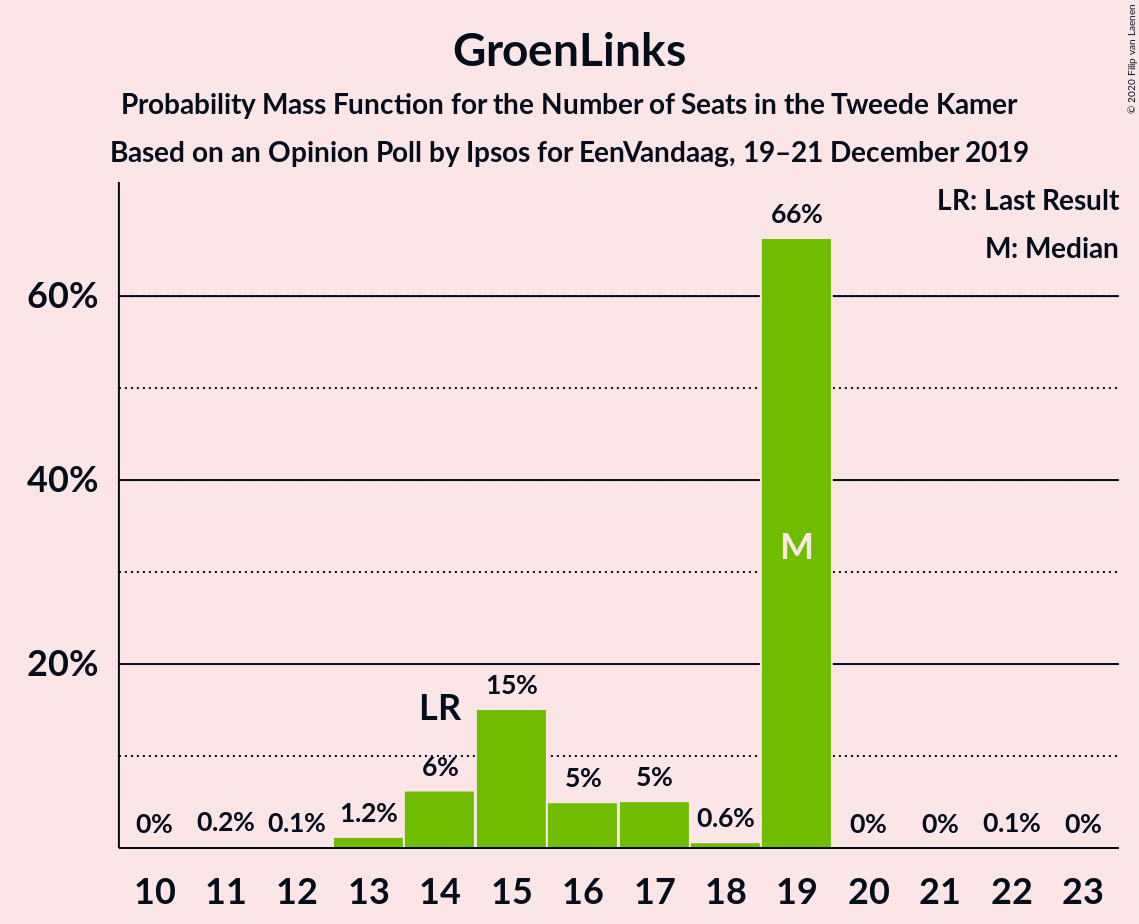 GroenLinks
Probability Mass Function for the Number of Seats in the Tweede Kamer
Based on an Opinion Poll by Ipsos for EenVandaag, 19–21 December 2019
© 2020 Filip van Laenen
LR: Last Result
M: Median
60%
40%
20%
0%
0.2%
0.1%
1.2%
LR
6%
15%
5%
5%
0.6%
66%
M
0%
0%
0.1%
0%
10 11 12 13 14 15 16 17 18 19 20 21 22 23